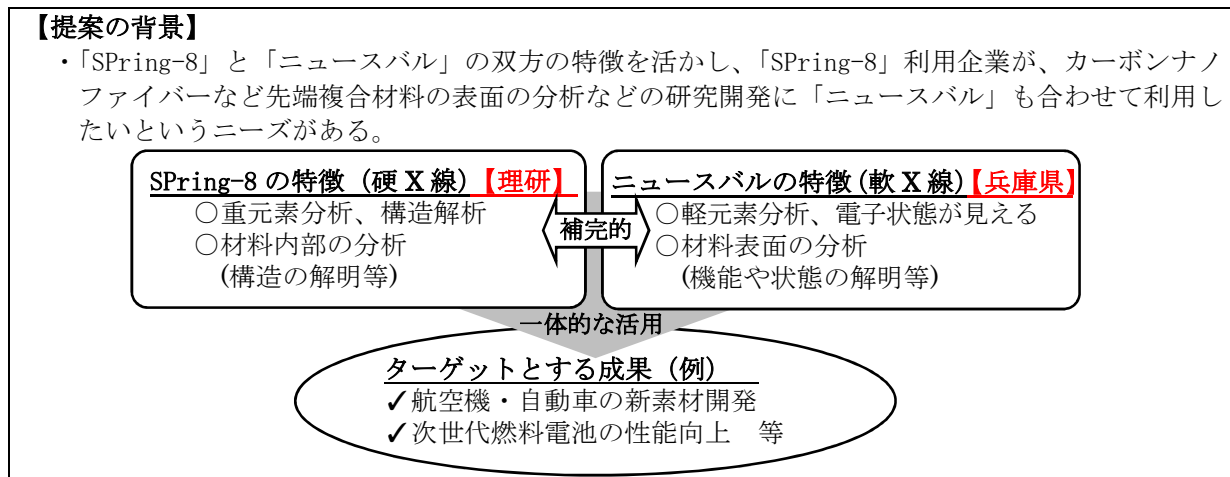 【提案の背景】
・「SPring-8」と「ニュースバル」の双方の特徴を活かし、「SPring-8」利用企業が、カーボンナノ
ファイバーなど先端複合材料の表面の分析などの研究開発に「ニュースバル」も合わせて利用し
たいというニーズがある。
SPring-8 の特徴（硬 X 線）【理研】
○重元素分析、構造解析
○材料内部の分析
(構造の解明等)
補完的
ニュースバルの特徴(軟 X 線)【兵庫県】
○軽元素分析、電子状態が見える
○材料表面の分析
(機能や状態の解明等)
一体的な活用
ターゲットとする成果（例）
✓航空機・自動車の新素材開発
✓次世代燃料電池の性能向上　等